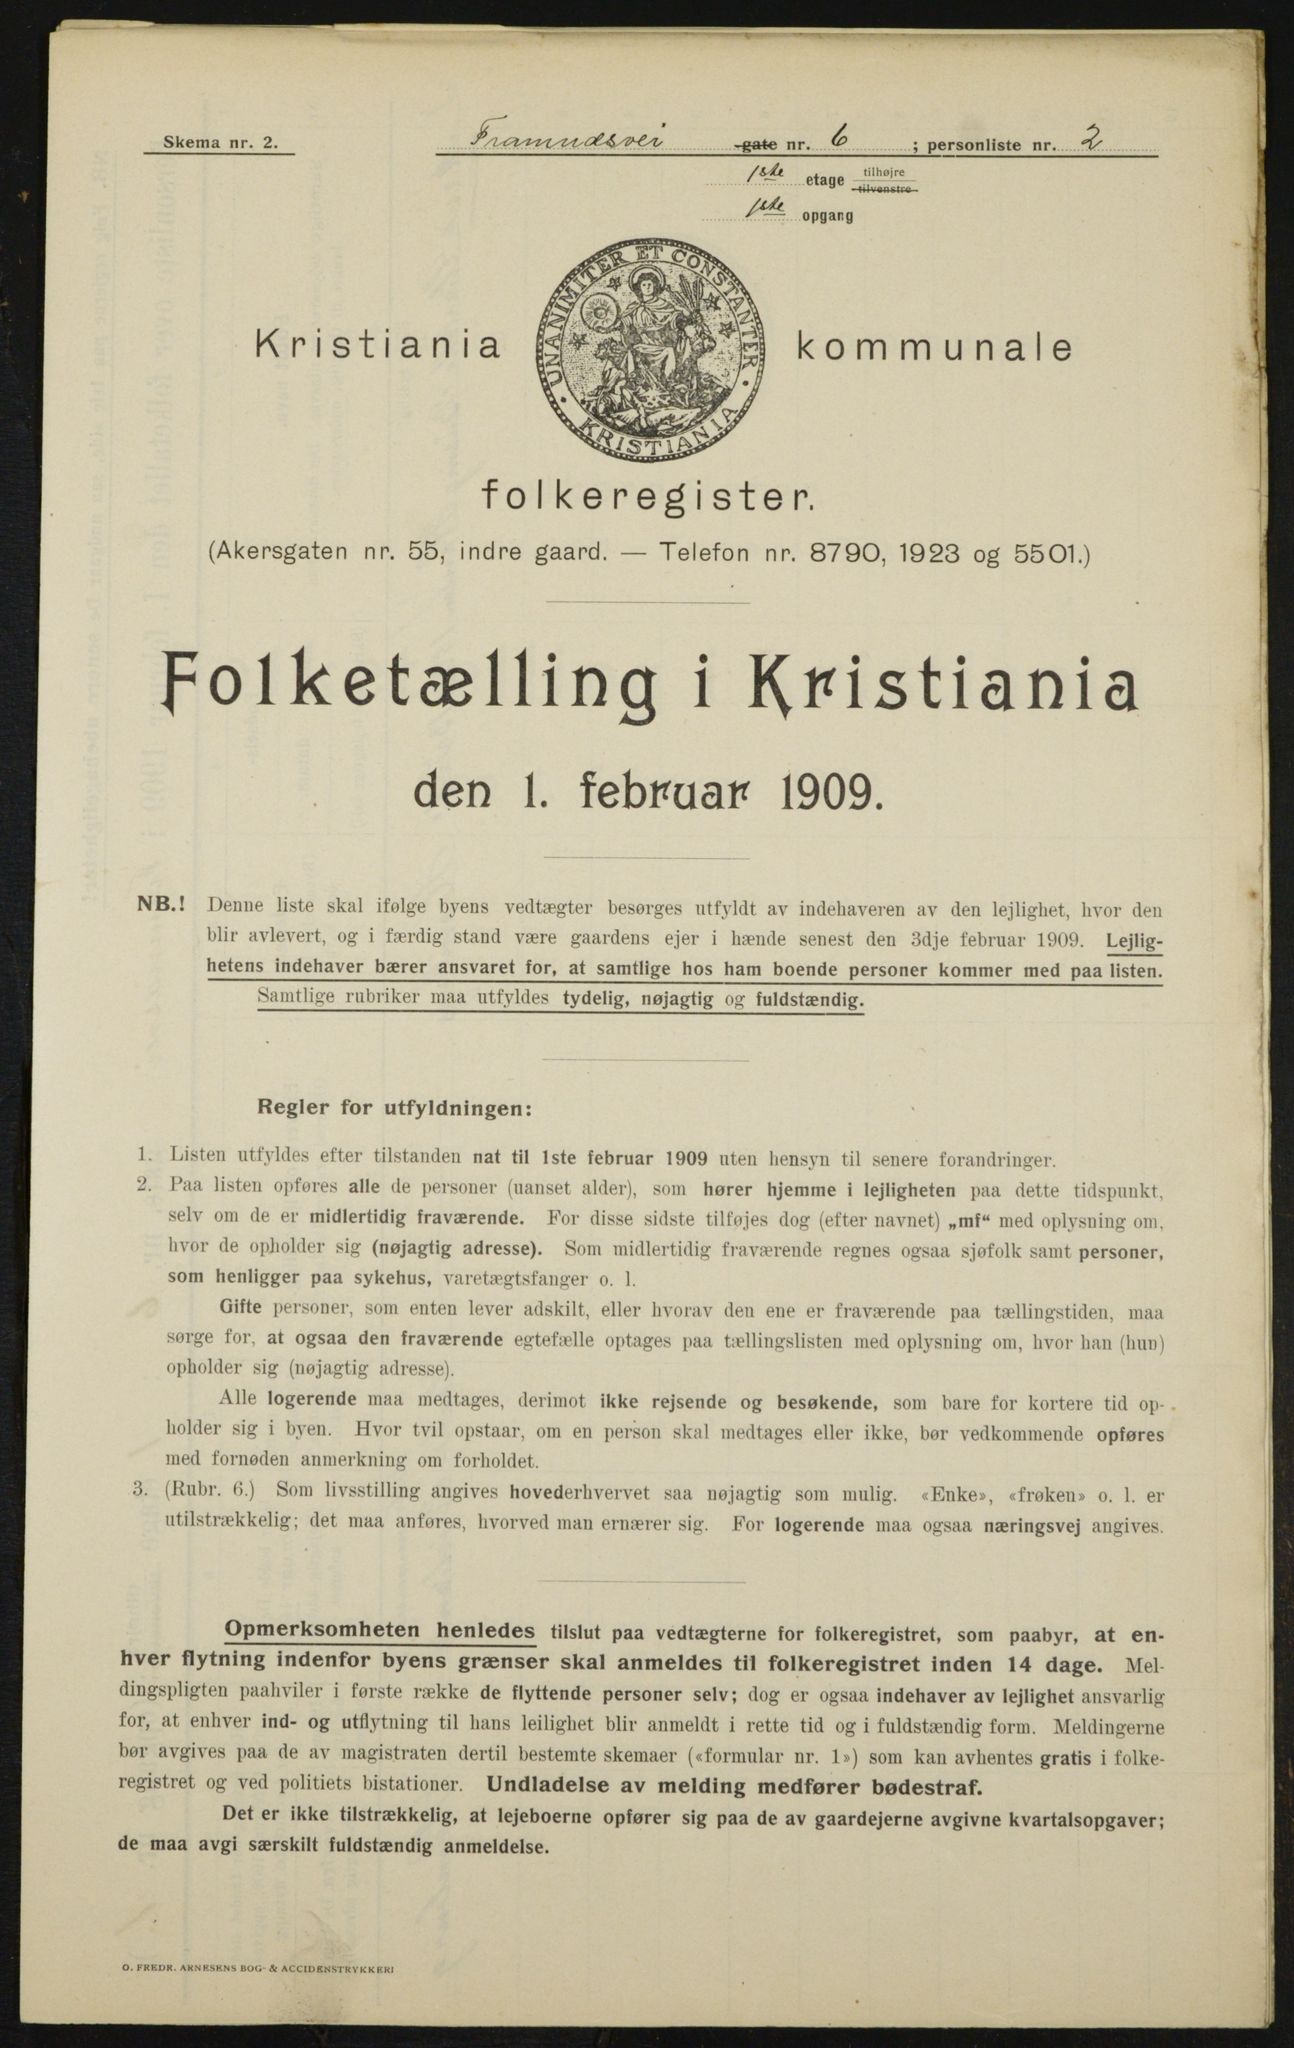 Skema nr. 2.
Framnæsvei gate nr. 6 ; personliste nr. 2
1ste etage tilhøjre tilvenstre
1ste opgang
UNANIMITER ET CONSTANTER
KRISTIANIA
Kristiania kommunale
folkeregister.
(Akersgaten nr. 55, indre gaard. — Telefon nr. 8790, 1923 og 5501.)
Folketælling i Kristiania
den 1. februar 1909.
NB.! Denne liste skal ifølge byens vedtægter besørges utfyldt av indehaveren av den lejlighet, hvor den
blir avlevert, og i færdig stand være gaardens ejer i hænde senest den 3dje februar 1909. Lejlig-
hetens indehaver bærer ansvaret for, at samtlige hos ham boende personer kommer med paa listen.
Samtlige rubriker maa utfyldes tydelig, nøjagtig og fuldstændig.
Regler for utfyldningen:
1. Listen utfyldes efter tilstanden nat til 1ste februar 1909 uten hensyn til senere forandringer.
2. Paa listen opføres alle de personer (uanset alder), som hører hjemme i lejligheten paa dette tidspunkt,
selv om de er midlertidig fraværende. For disse sidste tilføjes dog (efter navnet) „mf“ med oplysning om,
hvor de opholder sig (nøjagtig adresse). Som midlertidig fraværende regnes ogsaa sjøfolk samt personer,
som henligger paa sykehus, varetægtsfanger o. l.
Gifte personer, som enten lever adskilt, eller hvorav den ene er fraværende paa tællingstiden, maa
sørge for, at ogsaa den fraværende egtefælle optages paa tællingslisten med oplysning om, hvor han (hun)
opholder sig (nøjagtig adresse).
Alle logerende maa medtages, derimot ikke rejsende og besøkende, som bare for kortere tid op-
holder sig i byen. Hvor tvil opstaar, om en person skal medtages eller ikke, bør vedkommende opføres
med fornøden anmerkning om forholdet.
3. (Rubr. 6.) Som livsstilling angives hovederhvervet saa nøjagtig som mulig. «Enke», «frøken» o. l. er
utilstrækkelig; det maa anføres, hvorved man ernærer sig. For logerende maa ogsaa næringsvej angives.
Opmerksomheten henledes tilslut paa vedtægterne for folkeregistret, som paabyr, at en-
hver flytning indenfor byens grænser skal anmeldes til folkeregistret inden 14 dage. Mel-
dingspligten paahviler i første række de flyttende personer selv; dog er ogsaa indehaver av lejlighet ansvarlig
for, at enhver ind- og utflytning til hans leilighet blir anmeldt i rette tid og i fuldstændig form. Meldingerne
bør avgives paa de av magistraten dertil bestemte skemaer («formular nr. 1») som kan avhentes gratis i folke-
registret og ved politiets bistationer. Undladelse av melding medfører bødestraf.
Det er ikke tilstrækkelig, at lejeboerne opfører sig paa de av gaardejerne avgivne kvartalsopgaver;
de maa avgi særskilt fuldstændig anmeldelse.
O. FREDR. ARNESENS BOG- & ACCIDENSTRYKKERI